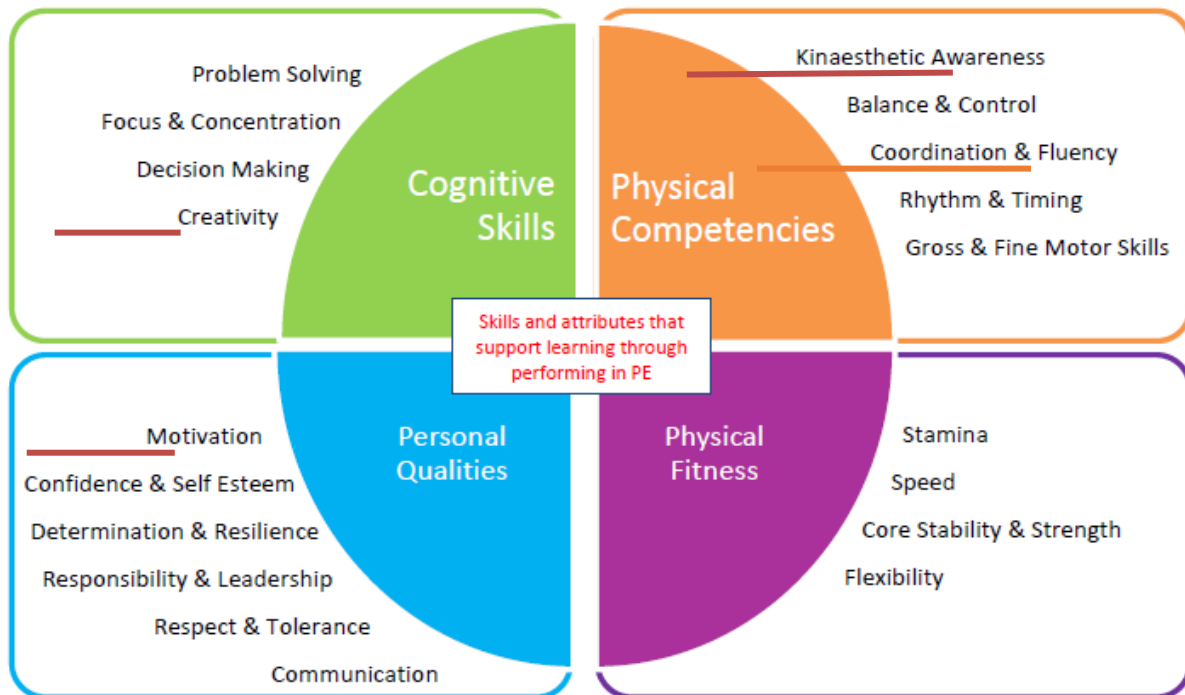 Problem Solving
Focus & Concentration
Decision Making
Creativity
Cognitive
Skills
Kinaesthetic Awareness
Balance & Control
Coordination & Fluency
Rhythm & Timing
Gross & Fine Motor Skills
Physical
Competencies
Skills and attributes that
support learning through
performing in PE
Motivation
Confidence & Self Esteem
Determination & Resilience
Responsibility & Leadership
Respect & Tolerance
Communication
Personal
Qualities
Physical
Fitness
Stamina
Speed
Core Stability & Strength
Flexibility